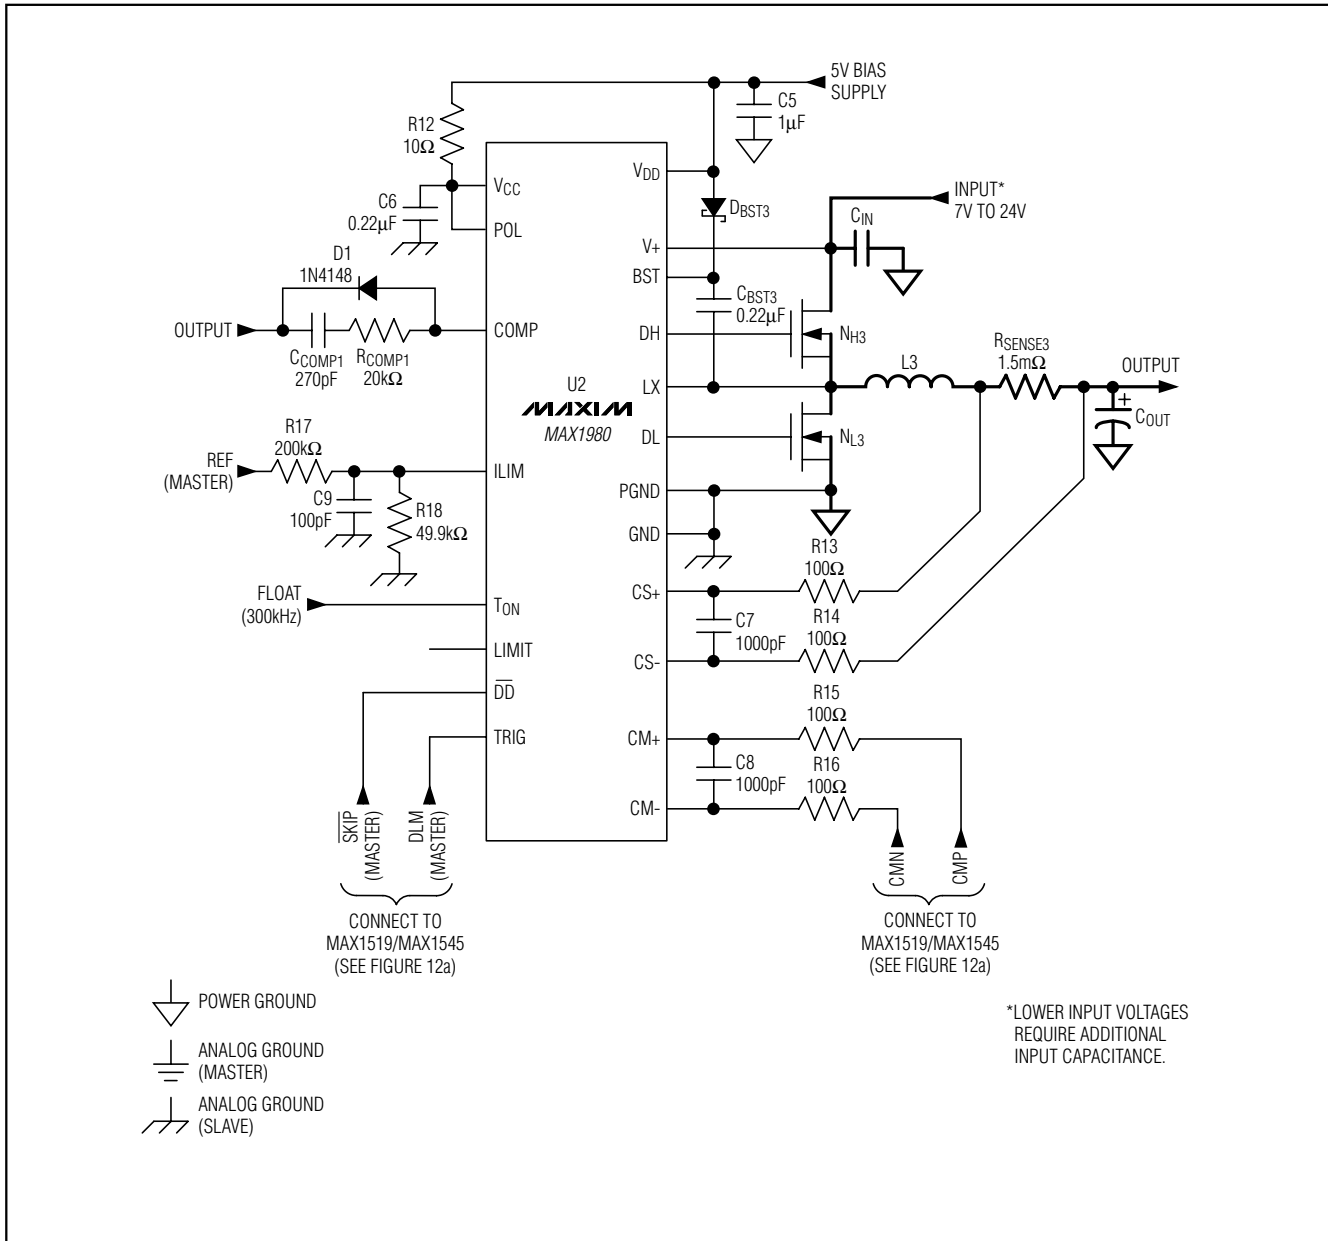 5V BIAS
SUPPLY
C5
1µF
R12
10Ω
VDD
VCC
C6
0.22µF
POL
DBST3
INPUT*
7V TO 24V
CIN
V+
BST
D1
1N4148
CBST3
0.22µF
OUTPUT
COMP
DH
NH3
CCOMP1
270pF
RCOMP1
20kΩ
RSENSE3
1.5mΩ
L3
OUTPUT
LX
U2
MAXIM
MAX1980
COUT
+
DL
NL3
R17
200kΩ
REF
(MASTER)
ILIM
C9
100pF
R18
49.9kΩ
PGND
GND
R13
100Ω
CS+
FLOAT
(300kHz)
TON
C7
1000pF
R14
100Ω
LIMIT
CS-
DD
R15
100Ω
TRIG
CM+
C8
1000pF
R16
100Ω
CM-
SKIP
(MASTER)
DLM
(MASTER)
CMN
CMP
CONNECT TO
MAX1519/MAX1545
(SEE FIGURE 12a)
CONNECT TO
MAX1519/MAX1545
(SEE FIGURE 12a)
POWER GROUND
ANALOG GROUND
(MASTER)
ANALOG GROUND
(SLAVE)
*LOWER INPUT VOLTAGES
REQUIRE ADDITIONAL
INPUT CAPACITANCE.